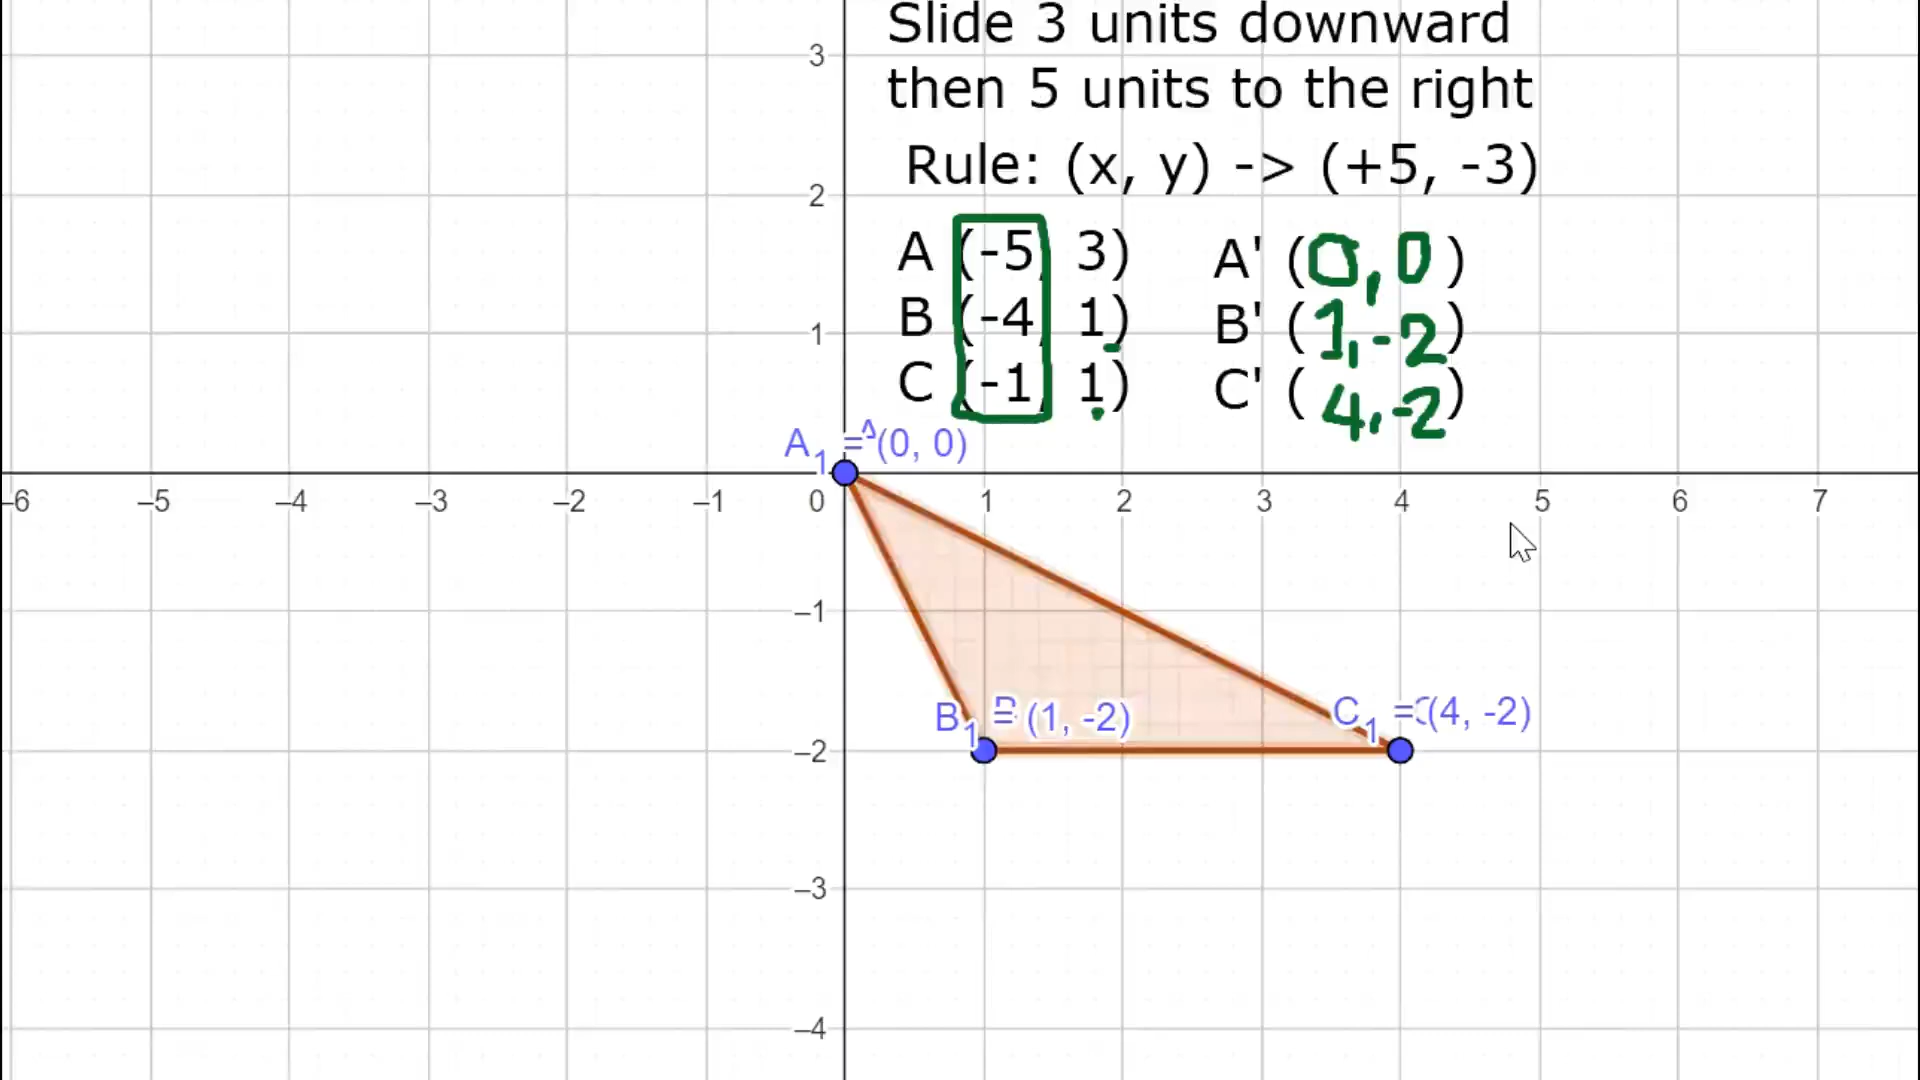 Slide 3 units downward
then 5 units to the right
Rule: (x, y) -> (+5, -3)
A (-5, 3) A' (0,0)
B (-4, 1) B' (1,-2)
C (-1, 1) C' (4,-2)
A1 = (0, 0)
B1 = (1, -2)
C1 = (4, -2)
3
2
1
–6 –5 –4 –3 –2 –1 0 1 2 3 4 5 6 7
–1
–2
–3
–4